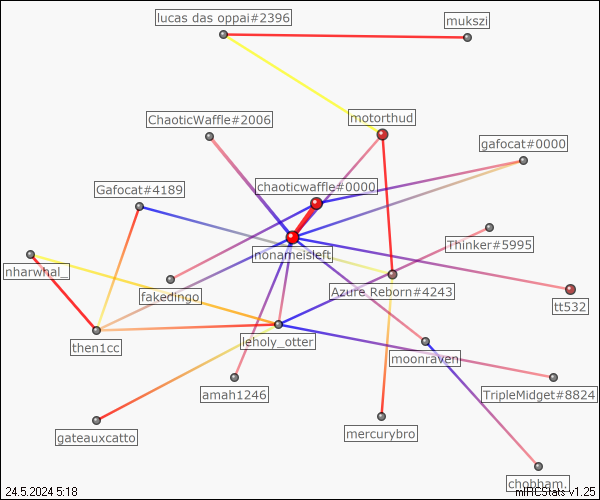 lucas das oppai#2396
mukszi
ChaoticWaffle#2006
motorthud
gafocat#0000
Gafocat#4189
chaoticwaffle#0000
nonameisleft
Thinker#5995
nharwhal_
fakedingo
Azure Reborn#4243
tt532
then1cc
leholy_otter
moonraven
amah1246
TripleMidget#8824
gateauxcatto
mercurybro
chobham.
24.5.2024 5:18
mIRCStats v1.25